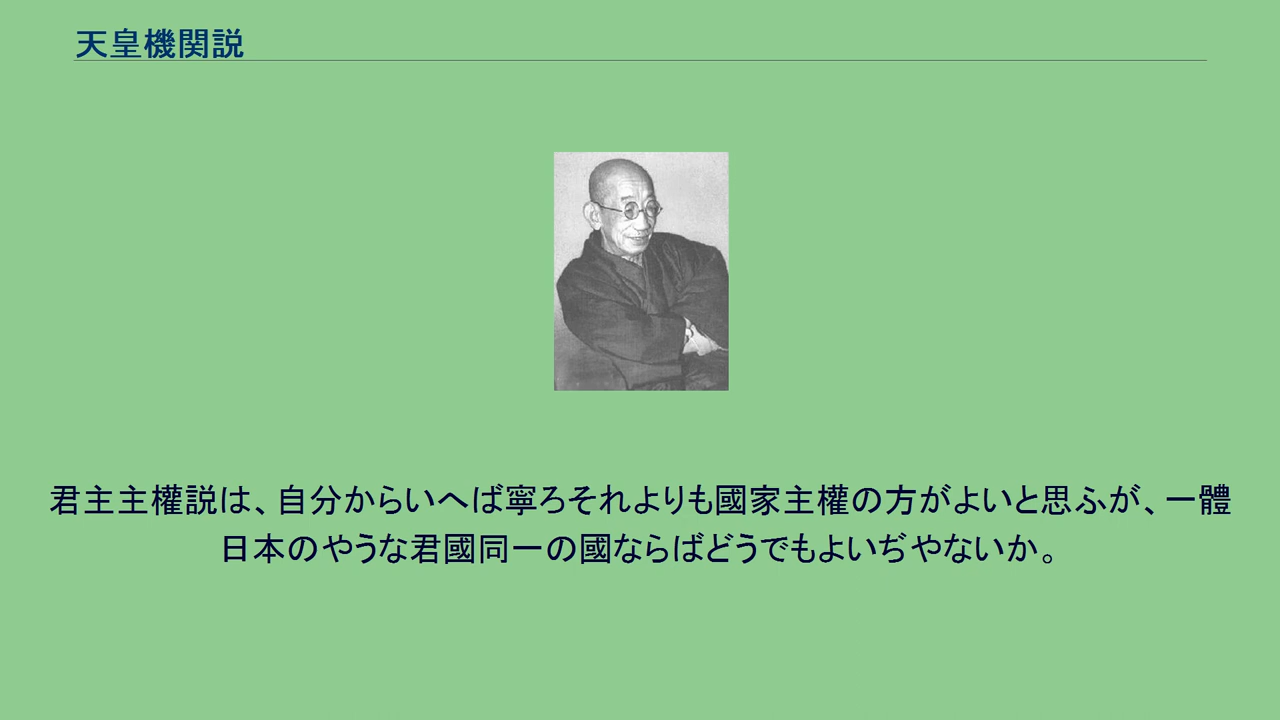 天皇機関説
君主主權説は、自分からいへば寧ろそれよりも國家主權の方がよいと思ふが、一體
日本のやうな君國同一の國ならばどうでもよいぢやないか。